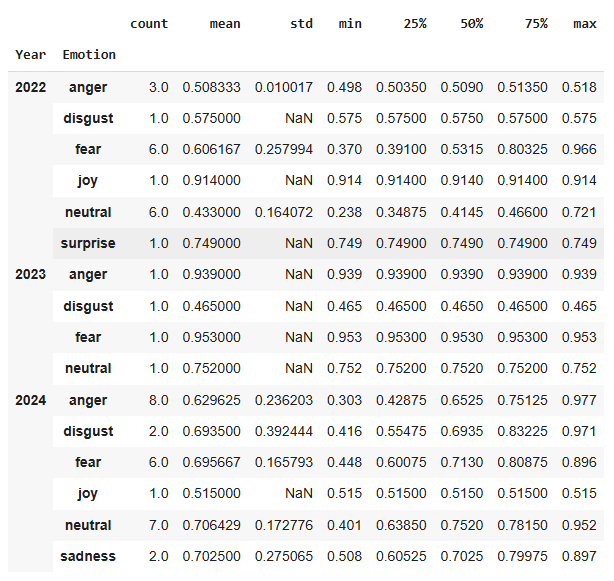 count mean std min 25% 50% 75% max
Year Emotion
2022 anger 3.0 0.508333 0.010017 0.498 0.50350 0.5090 0.51350 0.518
disgust 1.0 0.575000 NaN 0.575 0.57500 0.5750 0.57500 0.575
fear 6.0 0.606167 0.257994 0.370 0.39100 0.5315 0.80325 0.966
joy 1.0 0.914000 NaN 0.914 0.91400 0.9140 0.91400 0.914
neutral 6.0 0.433000 0.164072 0.238 0.34875 0.4145 0.46600 0.721
surprise 1.0 0.749000 NaN 0.749 0.74900 0.7490 0.74900 0.749
2023 anger 1.0 0.939000 NaN 0.939 0.93900 0.9390 0.93900 0.939
disgust 1.0 0.465000 NaN 0.465 0.46500 0.4650 0.46500 0.465
fear 1.0 0.953000 NaN 0.953 0.95300 0.9530 0.95300 0.953
neutral 1.0 0.752000 NaN 0.752 0.75200 0.7520 0.75200 0.752
2024 anger 8.0 0.629625 0.236203 0.303 0.42875 0.6525 0.75125 0.977
disgust 2.0 0.693500 0.392444 0.416 0.55475 0.6935 0.83225 0.971
fear 6.0 0.695667 0.165793 0.448 0.60075 0.7130 0.80875 0.896
joy 1.0 0.515000 NaN 0.515 0.51500 0.5150 0.51500 0.515
neutral 7.0 0.706429 0.172776 0.401 0.63850 0.7520 0.78150 0.952
sadness 2.0 0.702500 0.275065 0.508 0.60525 0.7025 0.79975 0.897